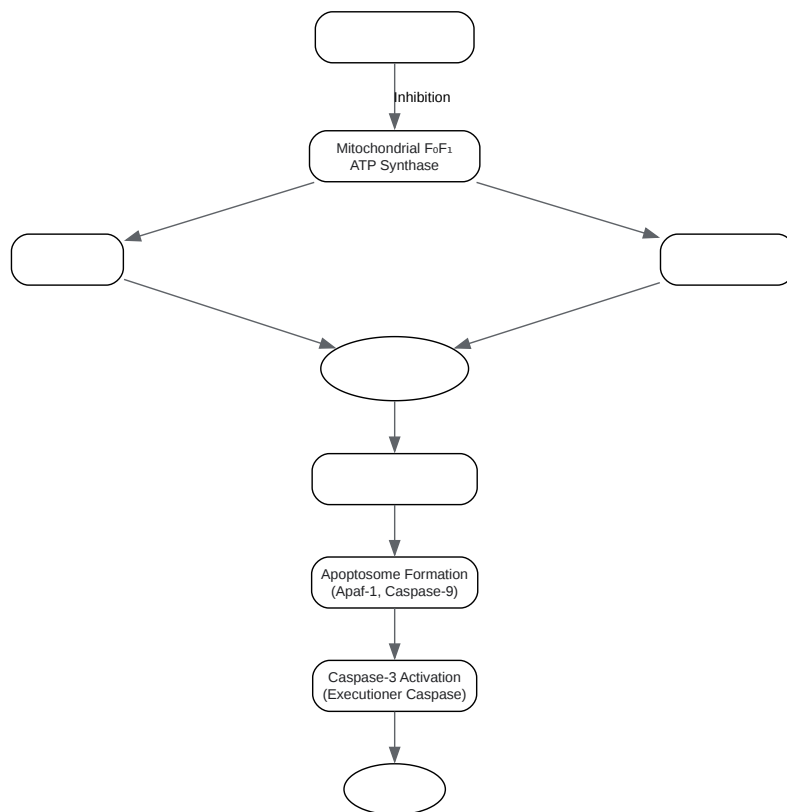 Inhibition
Mitochondrial F₀F₁
ATP Synthase
Apoptosome Formation
(Apaf-1, Caspase-9)
Caspase-3 Activation
(Executioner Caspase)